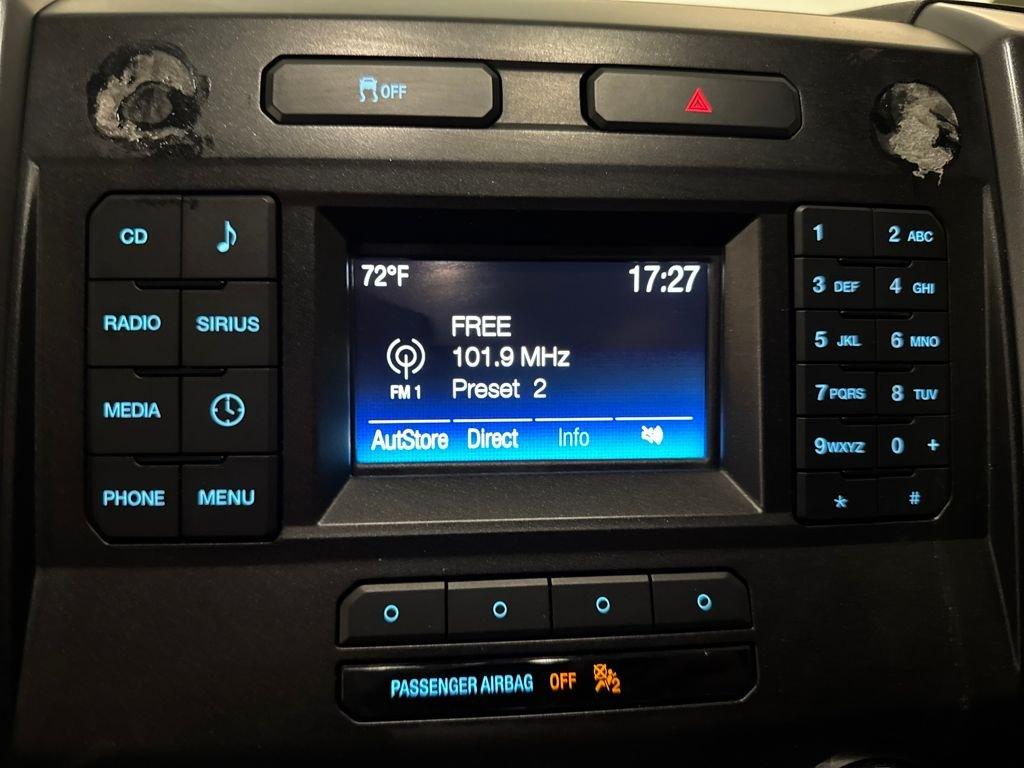 OFF
CD
RADIO SIRIUS
MEDIA
PHONE MENU
72°F 17:27
FREE
101.9 MHz
FM 1
Preset 2
AutStore Direct Info
1 2 ABC
3 DEF 4 GHI
5 JKL 6 MNO
7 PQRS 8 TUV
9 WXYZ 0 +
* #
PASSENGER AIRBAG OFF 2